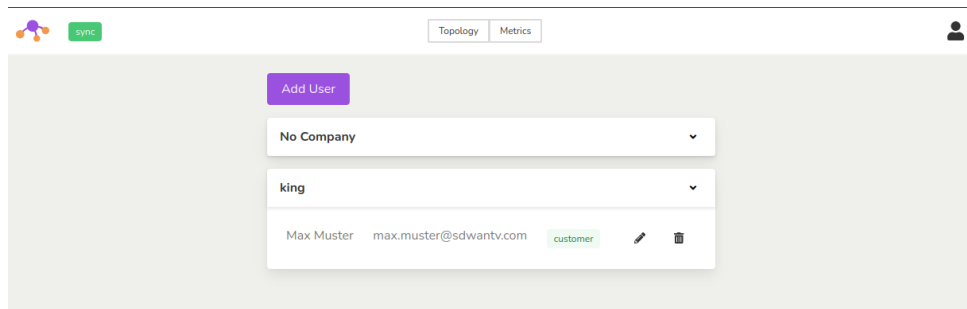 sync Topology Metrics
Add User
No Company
king
Max Muster max.muster@sdwantv.com customer